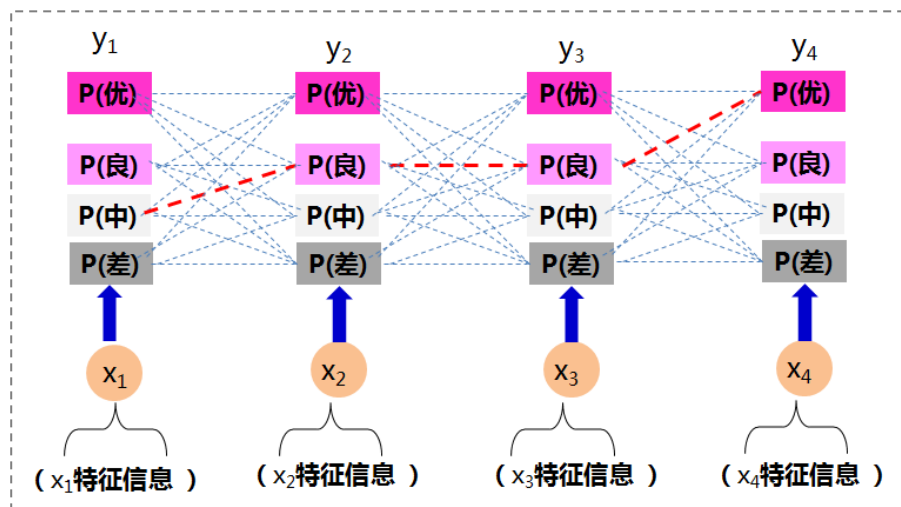 y₁ y₂ y₃ y₄
P(优) P(优) P(优) P(优)
P(良) P(良) P(良) P(良)
P(中) P(中) P(中) P(中)
P(差) P(差) P(差) P(差)
x₁ x₂ x₃ x₄
(x₁特征信息) (x₂特征信息) (x₃特征信息) (x₄特征信息)